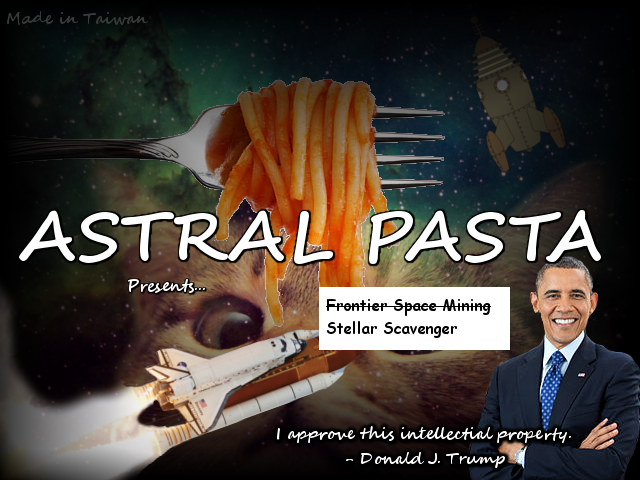 Made in Taiwan
ASTRAL PASTA
Presents...
Frontier Space Mining
Stellar Scavenger
I approve this intellectial property.
- Donald J. Trump